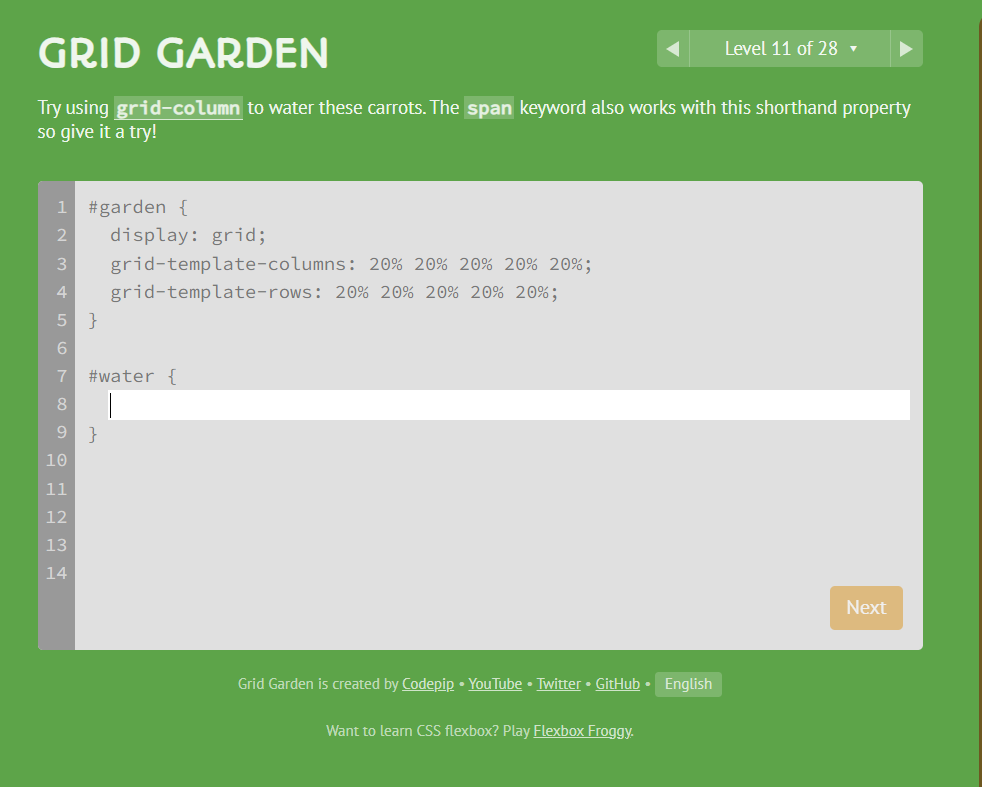 GRID GARDEN
◀ Level 11 of 28 ▼ ▶
Try using grid-column to water these carrots. The span keyword also works with this shorthand property
so give it a try!
1 #garden {
2 display: grid;
3 grid-template-columns: 20% 20% 20% 20% 20%;
4 grid-template-rows: 20% 20% 20% 20% 20%;
5 }
6
7 #water {
8
9 }
10
11
12
13
14
Next
Grid Garden is created by Codepip • YouTube • Twitter • GitHub • English
Want to learn CSS flexbox? Play Flexbox Froggy.